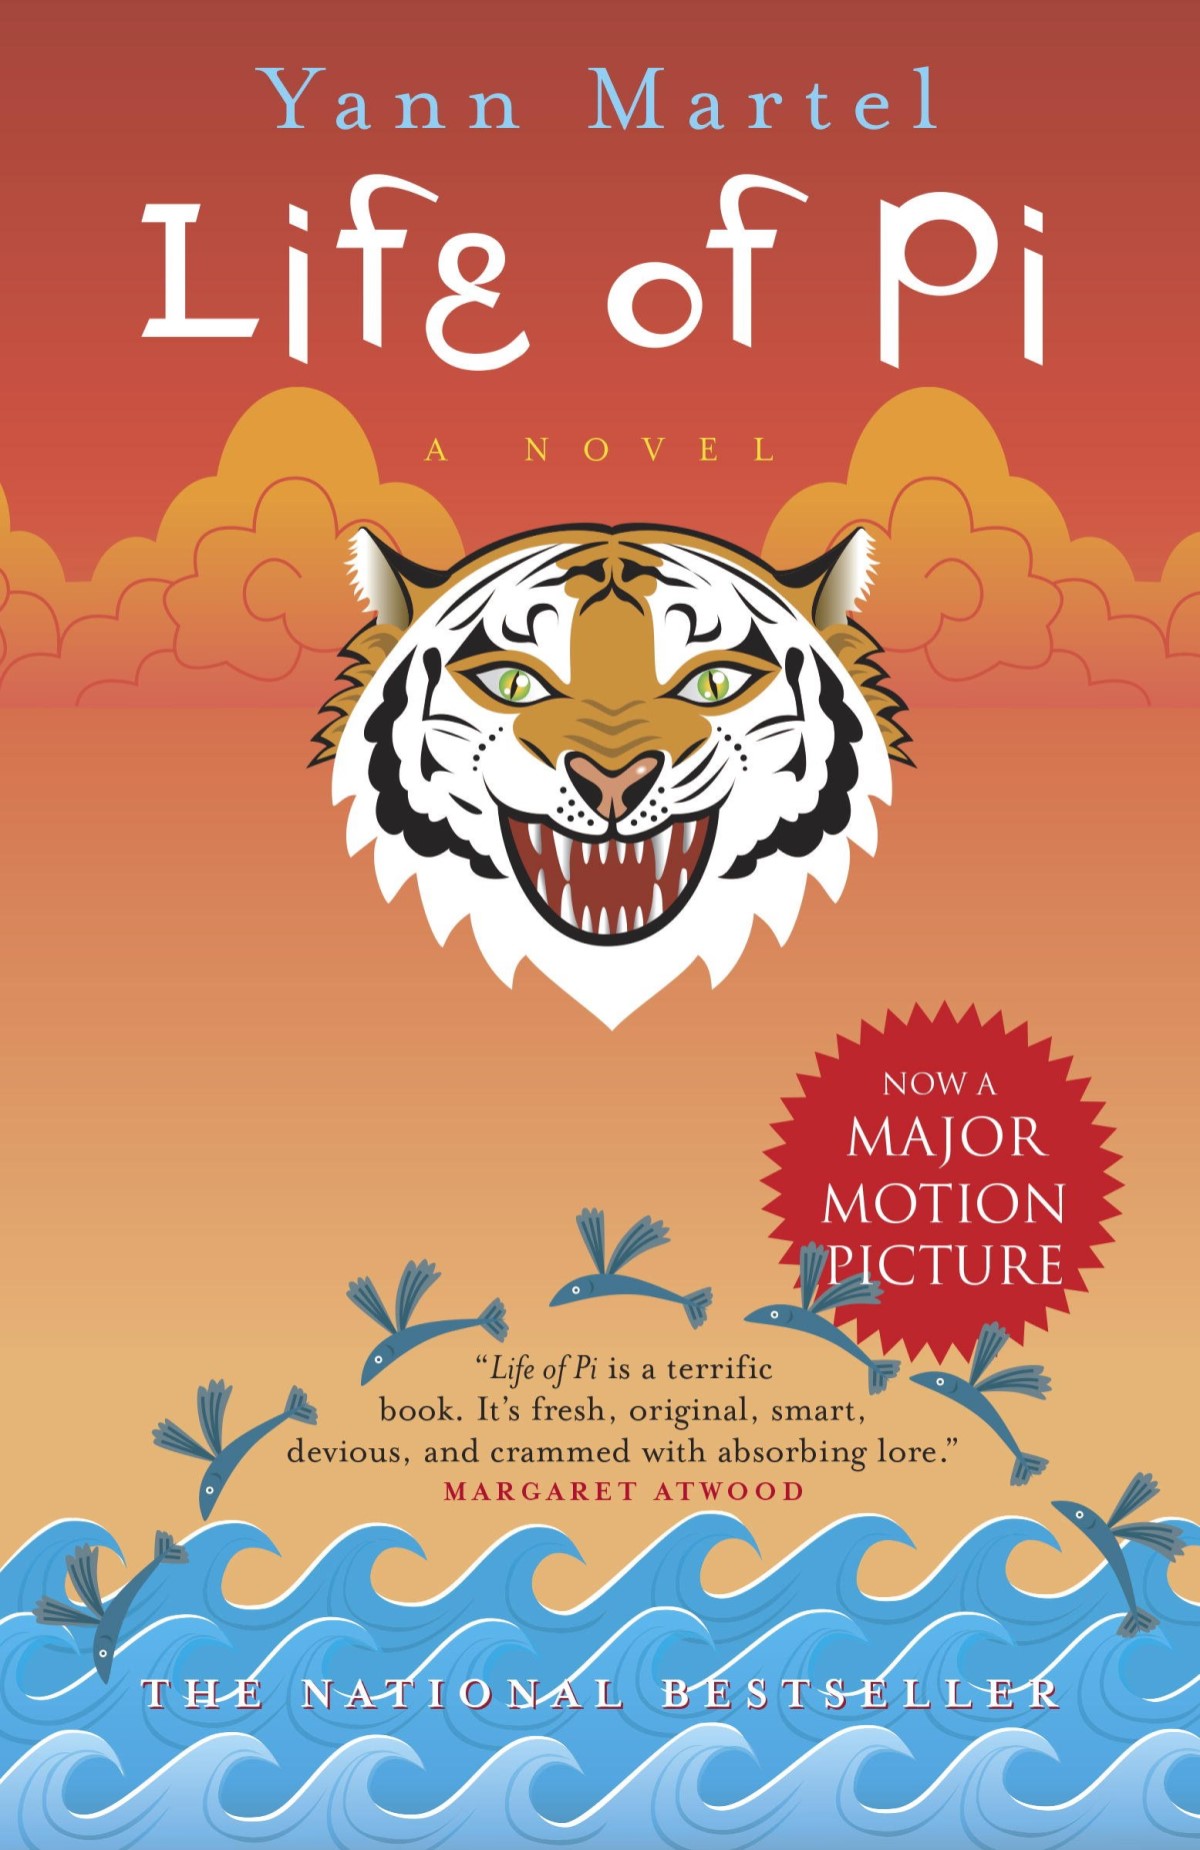 Yann Martel
Life of Pi
A NOVEL
NOW A
MAJOR
MOTION
PICTURE
“Life of Pi is a terrific
book. It’s fresh, original, smart,
devious, and crammed with absorbing lore.”
MARGARET ATWOOD
THE NATIONAL BESTSELLER